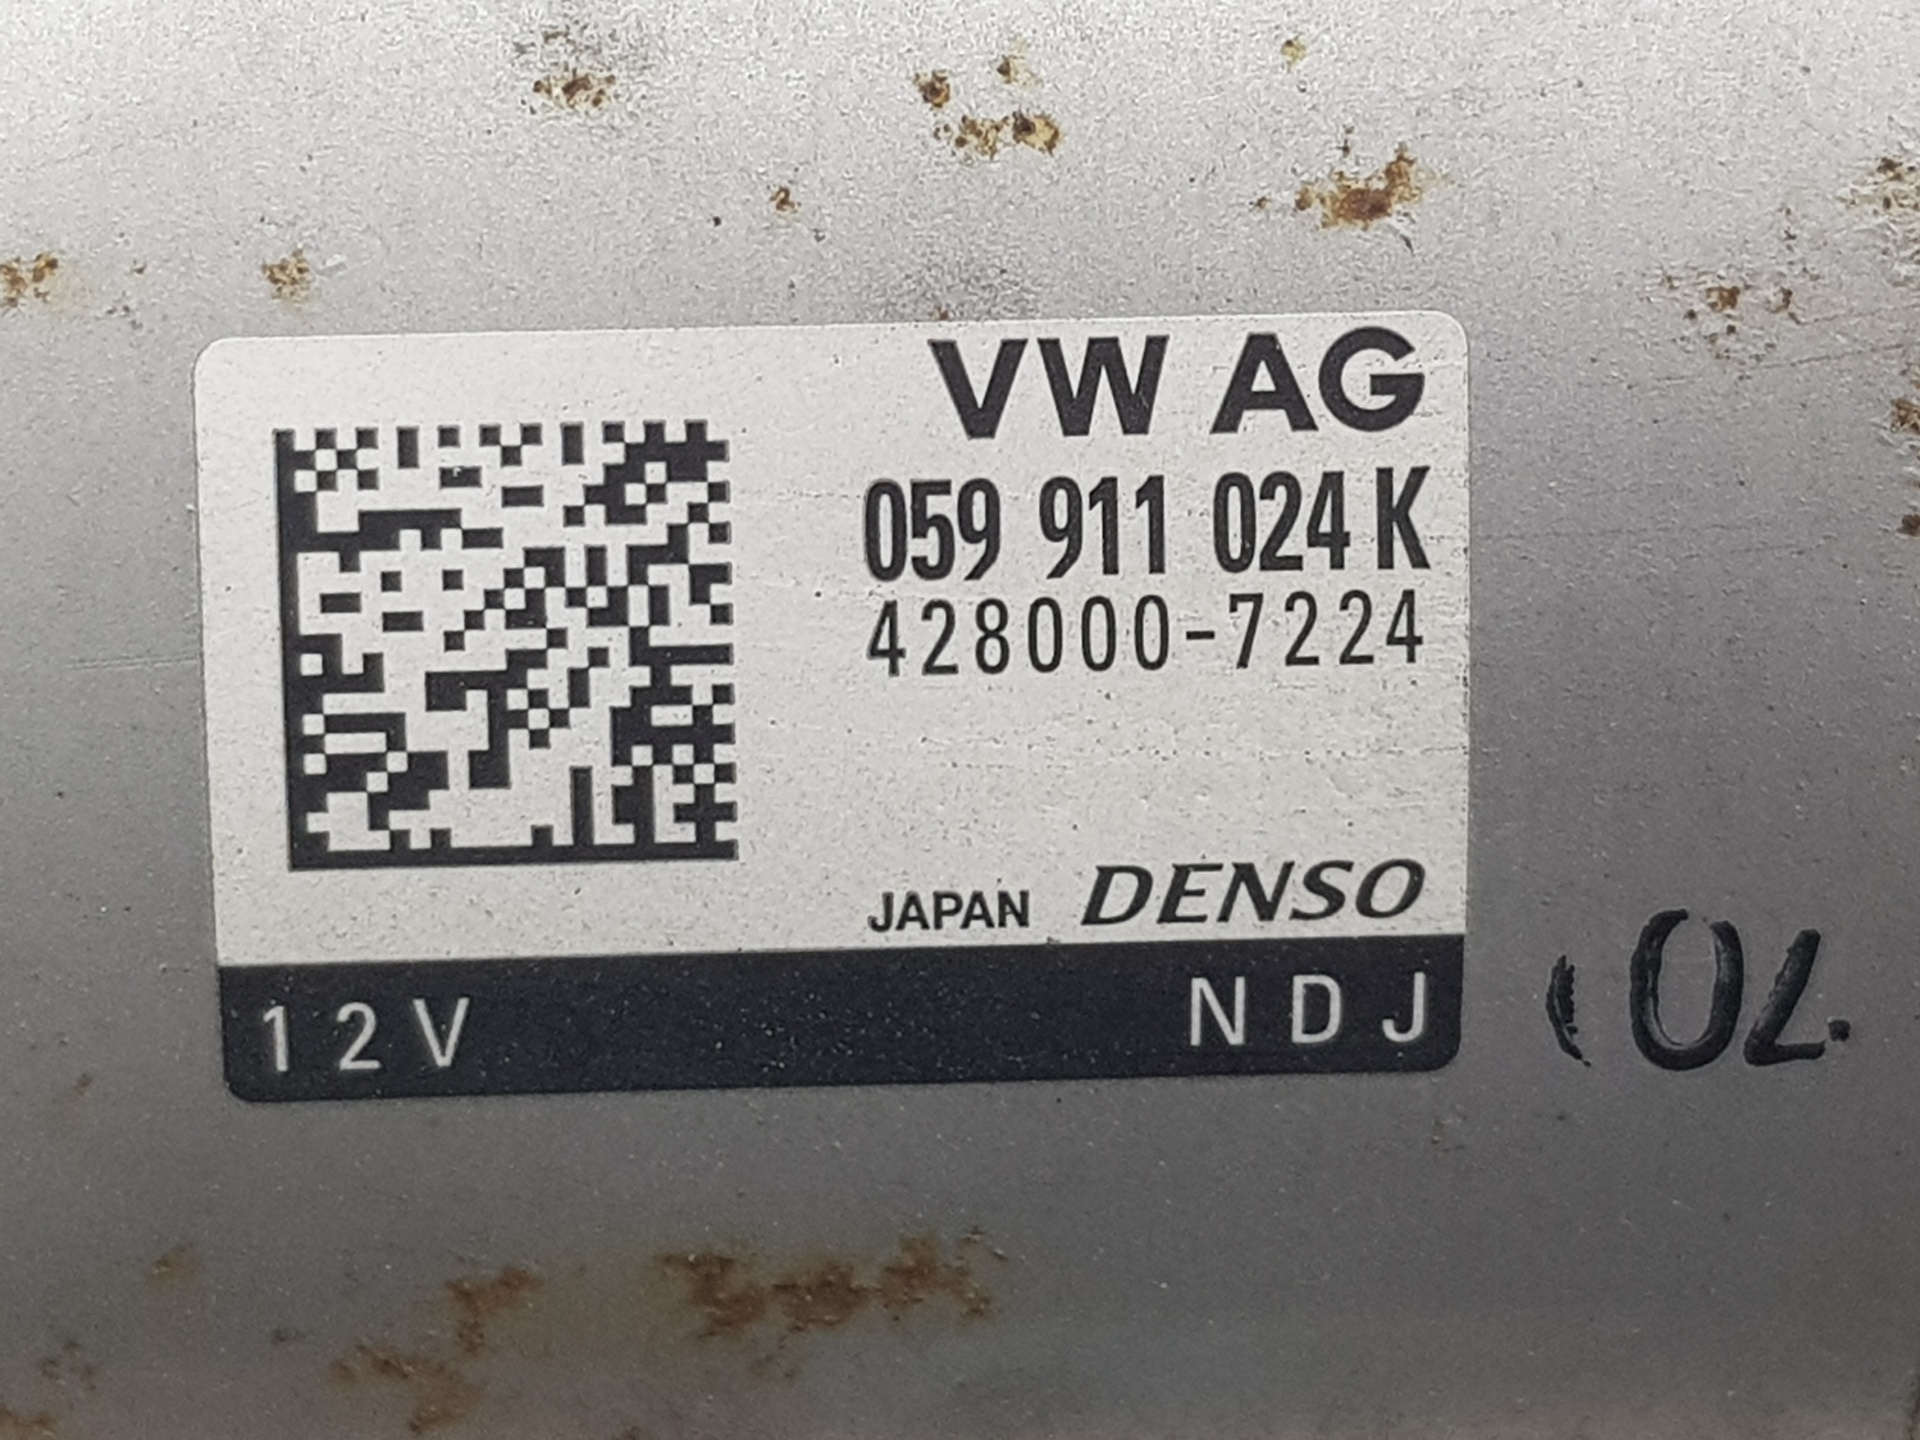 VW AG
059 911 024 K
428000-7224
JAPAN DENSO
12V NDJ